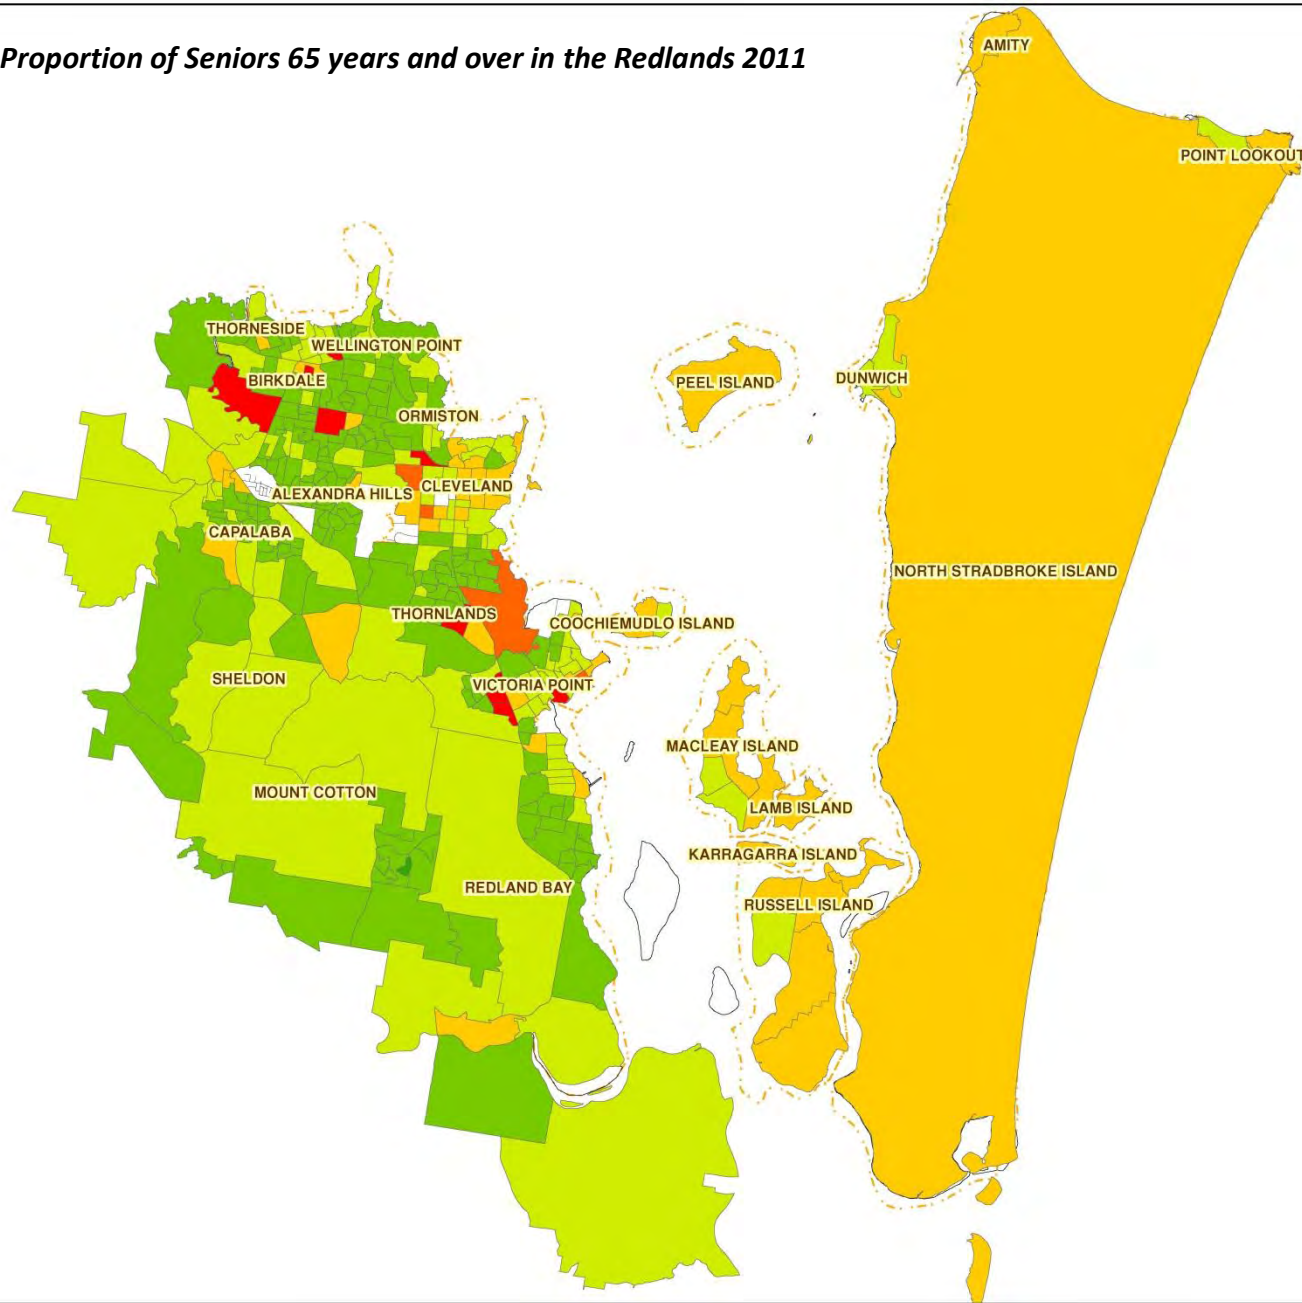 Proportion of Seniors 65 years and over in the Redlands 2011
AMITY
POINT LOOKOUT
THORNESIDE
WELLINGTON POINT
BIRKDALE
PEEL ISLAND
DUNWICH
ORMISTON
CLEVELAND
ALEXANDRA HILLS
CAPALABA
NORTH STRADBROKE ISLAND
THORNLANDS
COOCHIEMUDLO ISLAND
SHELDON
VICTORIA POINT
MACLEAY ISLAND
MOUNT COTTON
LAMB ISLAND
KARRAGARRA ISLAND
REDLAND BAY
RUSSELL ISLAND